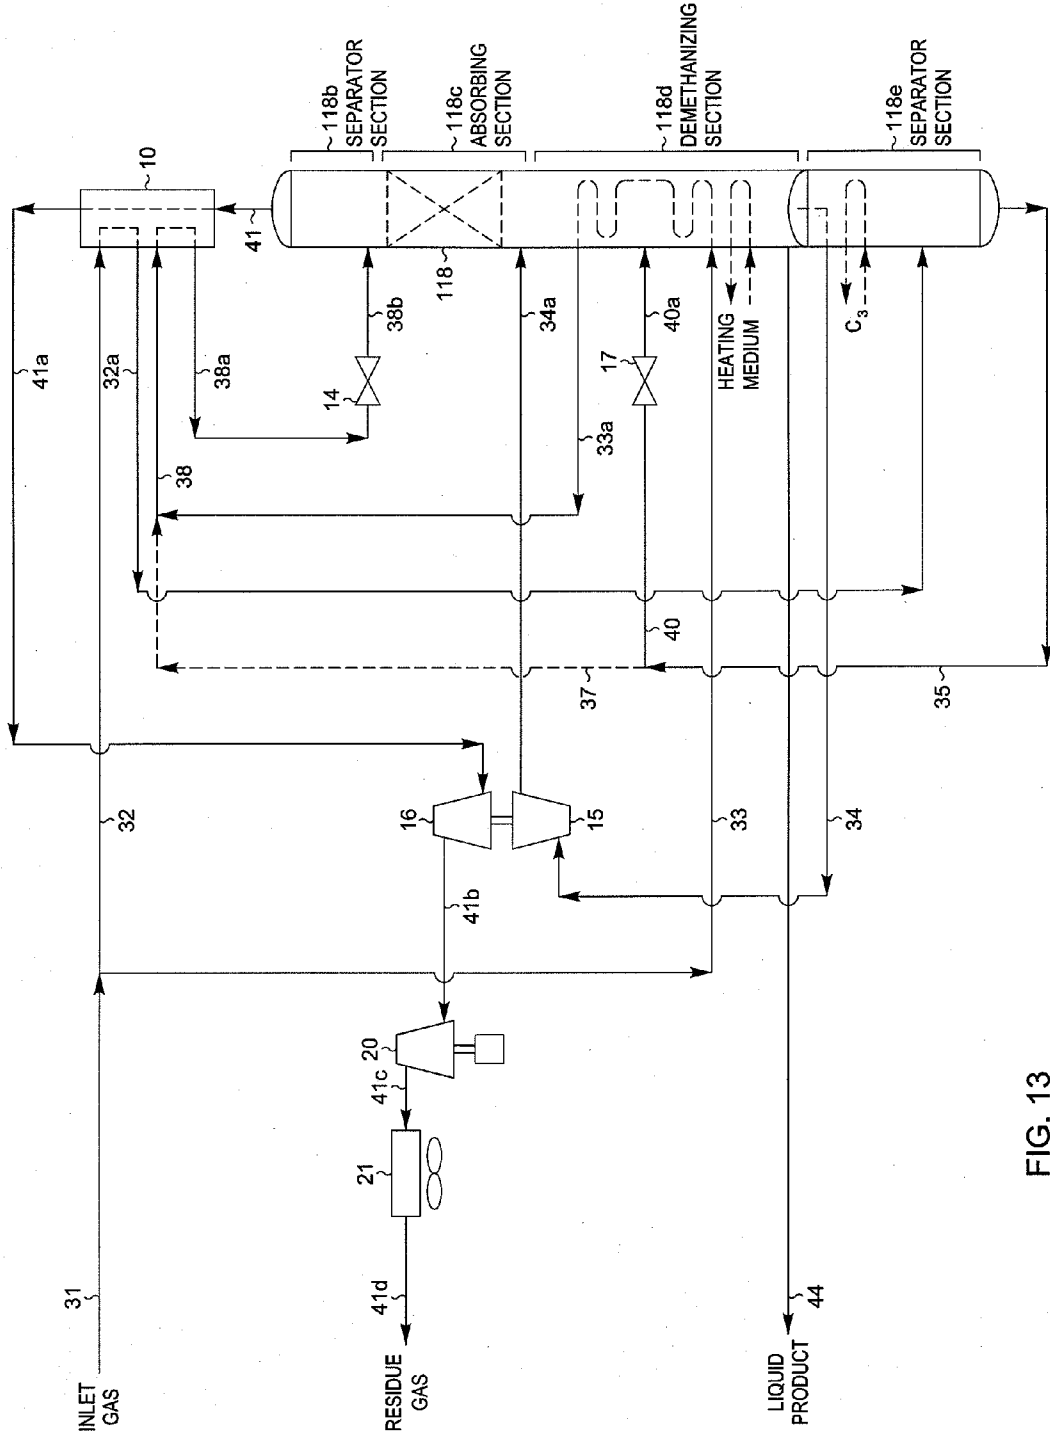 41a
10
118b
SEPARATOR
SECTION
118c
ABSORBING
SECTION
118d
DEMETHANIZING
SECTION
118e
SEPARATOR
SECTION
41
118
32a
38a
38
14
38b
34a
33a
17
40a
HEATING
MEDIUM
C3
40
37
35
32
16
15
33
34
41b
20
41c
21
31
41d
44
INLET
GAS
RESIDUE
GAS
LIQUID
PRODUCT
FIG. 13